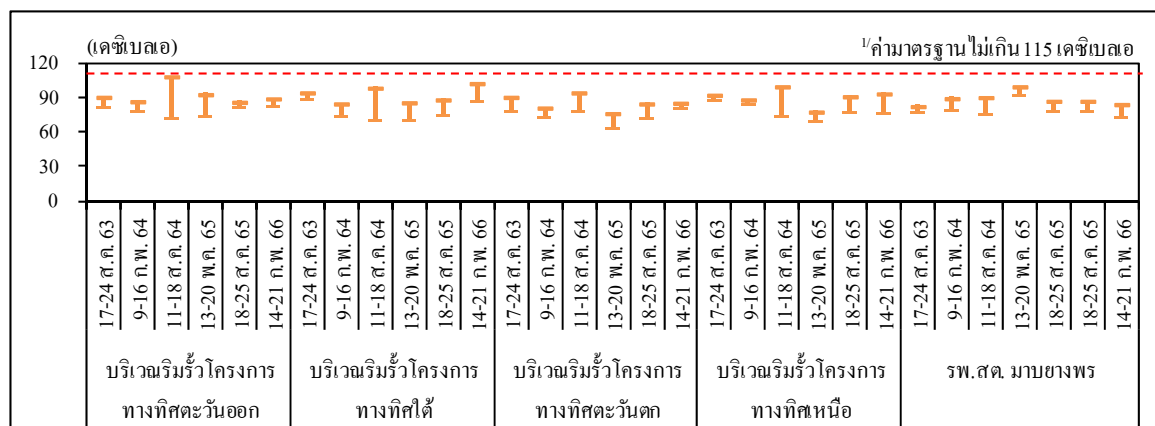 (เดซิเบลเอ)
1/ค่ามาตรฐานไม่เกิน 115 เดซิเบลเอ
120
90
60
30
0
17-24 ส.ค. 63
9-16 ก.พ. 64
11-18 ส.ค. 64
13-20 พ.ค. 65
18-25 ส.ค. 65
14-21 ก.พ. 66
17-24 ส.ค. 63
9-16 ก.พ. 64
11-18 ส.ค. 64
13-20 พ.ค. 65
18-25 ส.ค. 65
14-21 ก.พ. 66
17-24 ส.ค. 63
9-16 ก.พ. 64
11-18 ส.ค. 64
13-20 พ.ค. 65
18-25 ส.ค. 65
14-21 ก.พ. 66
17-24 ส.ค. 63
9-16 ก.พ. 64
11-18 ส.ค. 64
13-20 พ.ค. 65
18-25 ส.ค. 65
14-21 ก.พ. 66
17-24 ส.ค. 63
9-16 ก.พ. 64
11-18 ส.ค. 64
13-20 พ.ค. 65
18-25 ส.ค. 65
18-25 ส.ค. 65
14-21 ก.พ. 66
บริเวณริมรั้วโครงการ
ทางทิศตะวันออก
บริเวณริมรั้วโครงการ
ทางทิศใต้
บริเวณริมรั้วโครงการ
ทางทิศตะวันตก
บริเวณริมรั้วโครงการ
ทางทิศเหนือ
รพ.สต. มาบยางพร